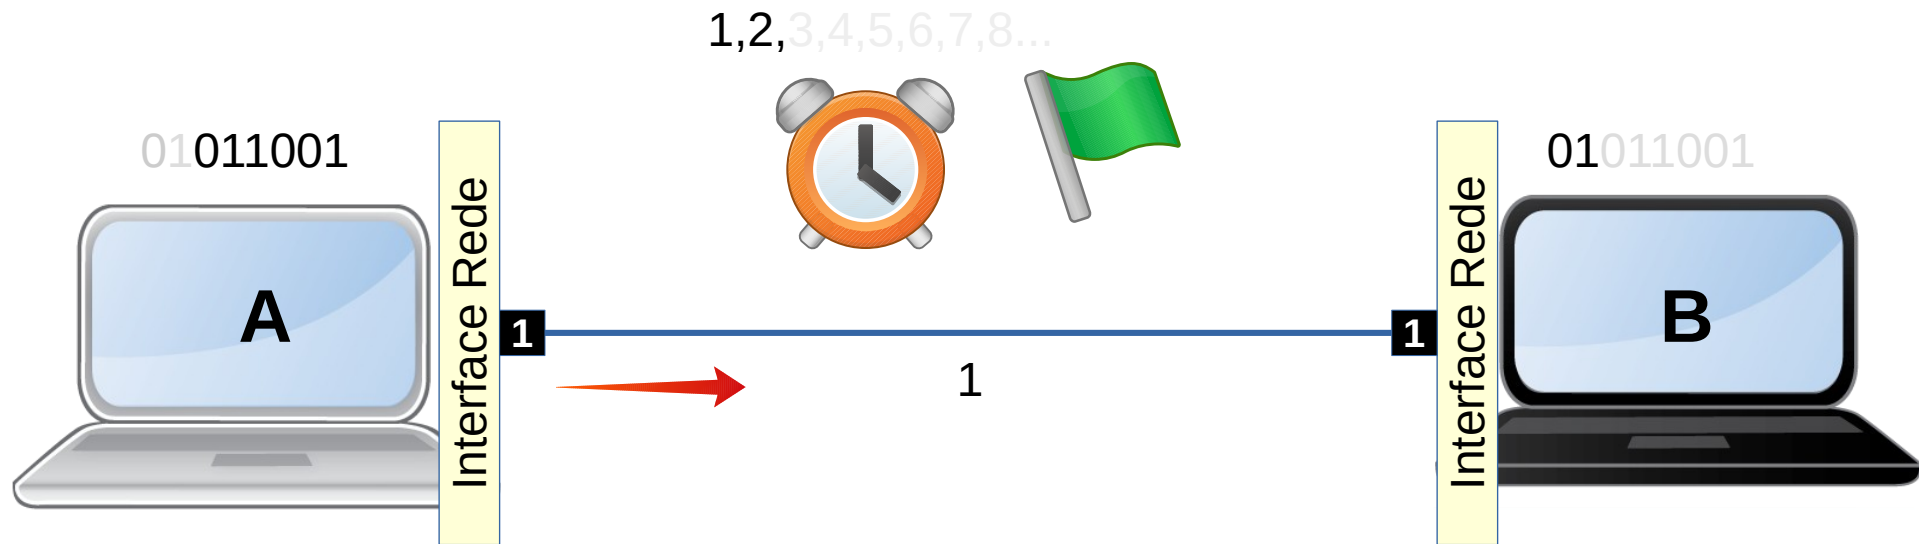 1,2,3,4,5,6,7,8...
01011001
01011001
Interface Rede
Interface Rede
A
B
1
1
1